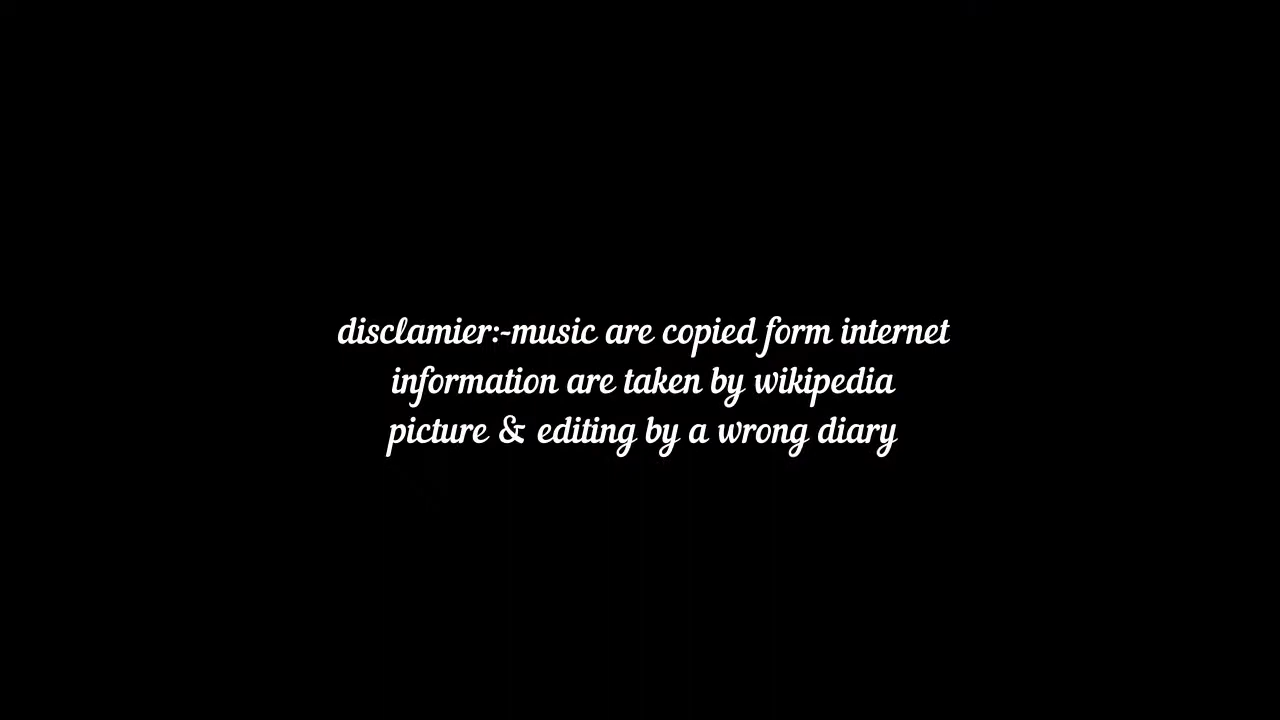 disclamier:-music are copied form internet
information are taken by wikipedia
picture & editing by a wrong diary